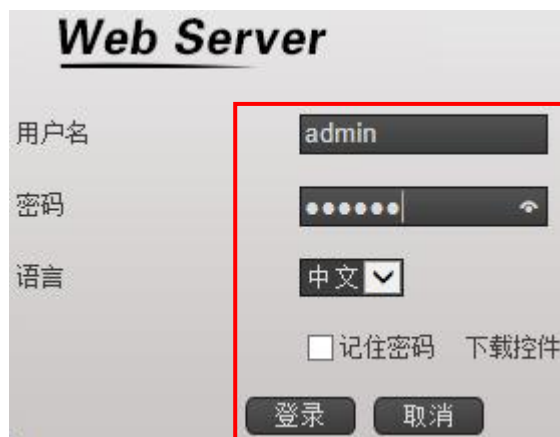 Web Server
用户名 admin
密码 ●●●●●●
语言 中文
记住密码 下载控件
登录 取消